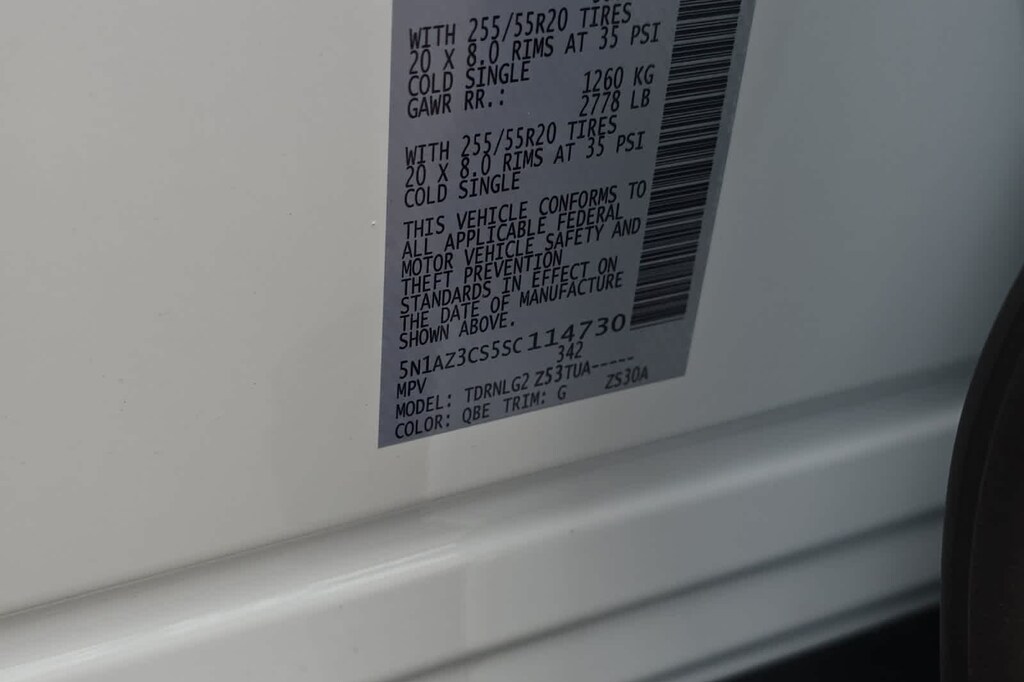 WITH 255/55R20 TIRES
20 X 8.0 RIMS AT 35 PSI
COLD SINGLE
GAWR RR.: 1260 KG
2778 LB
WITH 255/55R20 TIRES
20 X 8.0 RIMS AT 35 PSI
COLD SINGLE
THIS VEHICLE CONFORMS TO
ALL APPLICABLE FEDERAL
MOTOR VEHICLE SAFETY AND
THEFT PREVENTION
STANDARDS IN EFFECT ON
THE DATE OF MANUFACTURE
SHOWN ABOVE.
5N1AZ3CS5SC114730
MPV 342
MODEL: TDRNLG2 Z53TUA-----
COLOR: QBE TRIM: G ZS30A